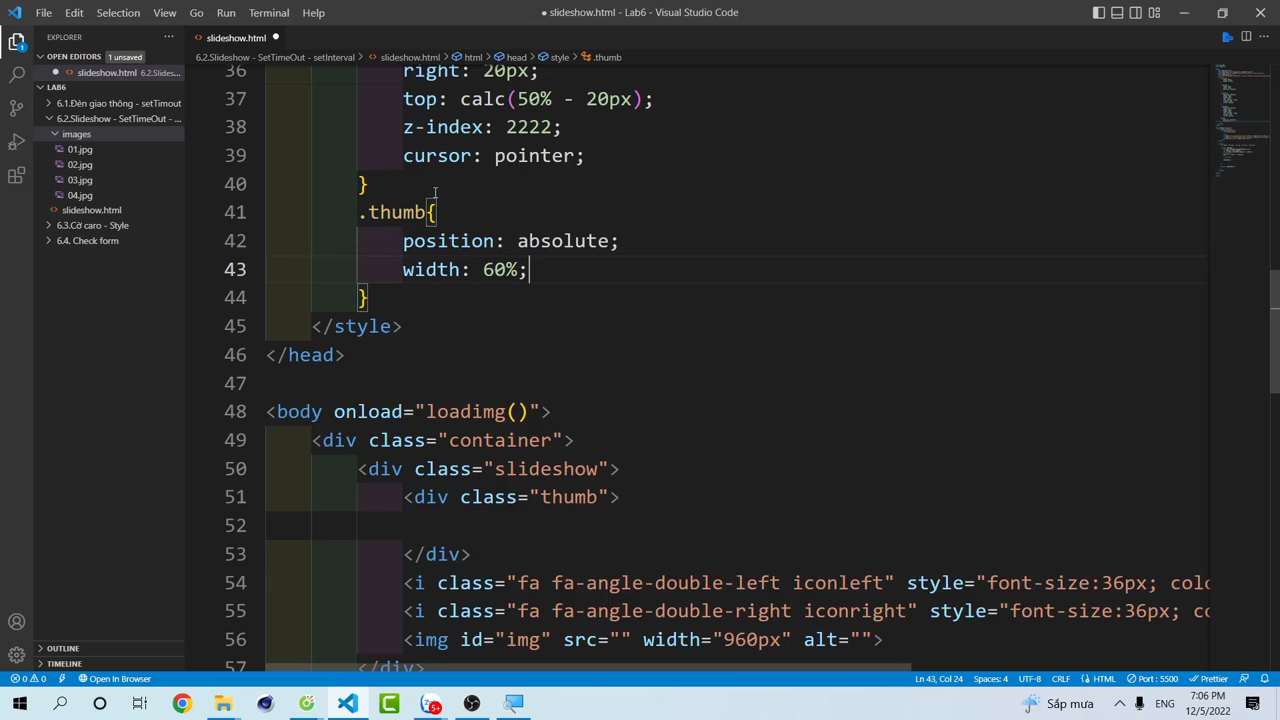 File Edit Selection View Go Run Terminal Help
slideshow.html - Lab6 - Visual Studio Code
EXPLORER
OPEN EDITORS 1 unsaved
slideshow.html 6.2.Slides...
LAB6
6.1.Đèn giao thông - setTimout
6.2.Slideshow - SetTimeOut - ...
images
01.jpg
02.jpg
03.jpg
04.jpg
slideshow.html
6.3.Cờ caro - Style
6.4. Check form
OUTLINE
TIMELINE
slideshow.html
6.2.Slideshow - SetTimeOut - setInterval > slideshow.html > html > head > style > .thumb
36 right: 20px;
37 top: calc(50% - 20px);
38 z-index: 2222;
39 cursor: pointer;
40 }
41 .thumb{
42 position: absolute;
43 width: 60%;
44 }
45 </style>
46 </head>
47
48 <body onload="loadimg()">
49 <div class="container">
50 <div class="slideshow">
51 <div class="thumb">
52
53 </div>
54 <i class="fa fa-angle-double-left iconleft" style="font-size:36px; colo
55 <i class="fa fa-angle-double-right iconright" style="font-size:36px; co
56 <img id="img" src="" width="960px" alt="">
57 </div>
0 0 Open In Browser
Ln 43, Col 24 Spaces: 4 UTF-8 CRLF HTML Port : 5500 Prettier
5+
Sắp mưa
ENG
7:06 PM
12/5/2022